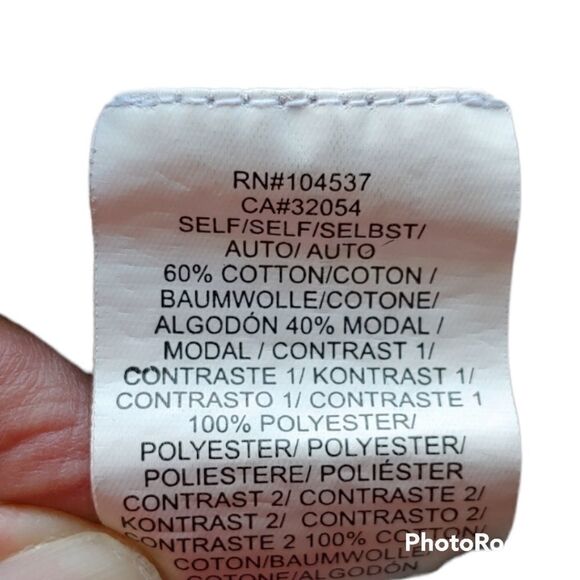 RN#104537
CA#32054
SELF/SELF/SELBST/
AUTO/ AUTO
60% COTTON/COTON /
BAUMWOLLE/COTONE/
ALGODÓN 40% MODAL /
MODAL / CONTRAST 1/
CONTRASTE 1/ KONTRAST 1/
CONTRASTO 1/ CONTRASTE 1
100% POLYESTER/
POLYESTER/ POLYESTER/
POLIESTERE/ POLIÉSTER
CONTRAST 2/ CONTRASTE 2/
KONTRAST 2/ CONTRASTO 2/
CONTRASTE 2 100% COTTON/
COTON/BAUMWOLLE/
COTONE/ALGODÓN